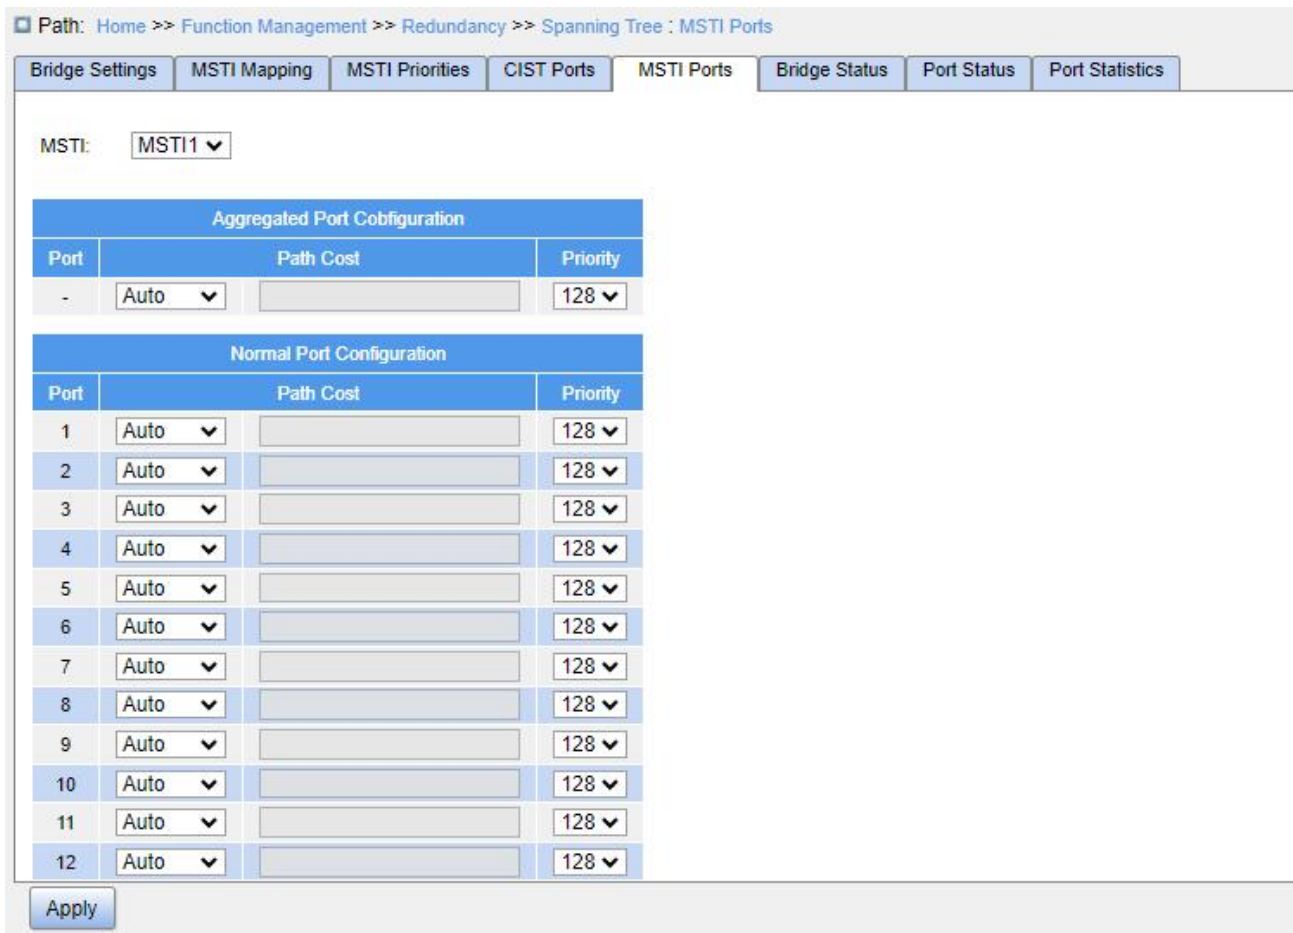 Path: Home >> Function Management >> Redundancy >> Spanning Tree : MSTI Ports
Bridge Settings MSTI Mapping MSTI Priorities CIST Ports MSTI Ports Bridge Status Port Status Port Statistics
MSTI: MSTI1
Aggregated Port Cobfiguration
Port Path Cost Priority
- Auto 128
Normal Port Configuration
Port Path Cost Priority
1 Auto 128
2 Auto 128
3 Auto 128
4 Auto 128
5 Auto 128
6 Auto 128
7 Auto 128
8 Auto 128
9 Auto 128
10 Auto 128
11 Auto 128
12 Auto 128
Apply